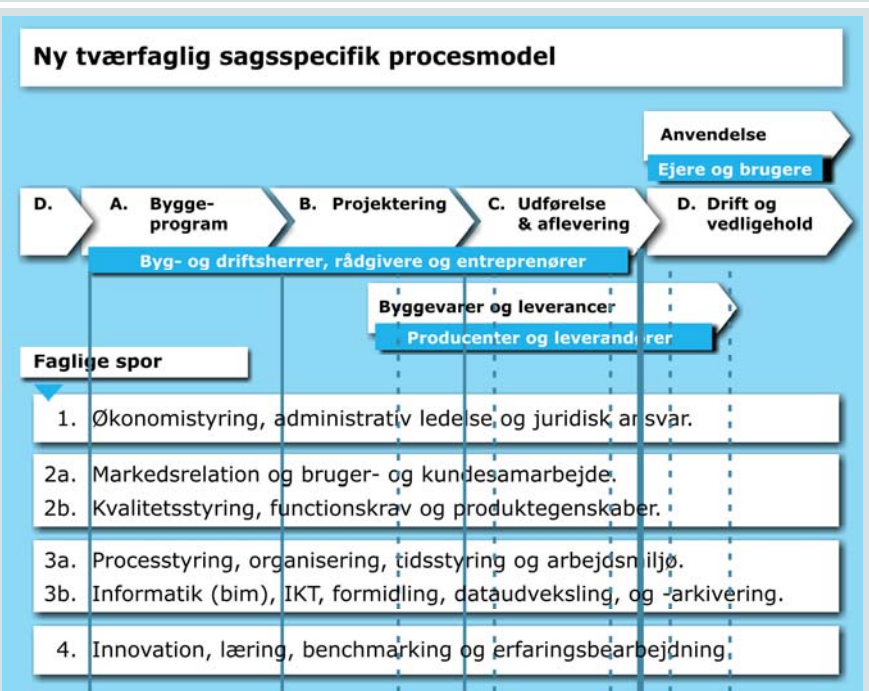 Ny tværfaglig sagsspecifik procesmodel
Anvendelse
Ejere og brugere
D.
A. Bygge-
program
B. Projektering
C. Udførelse
& aflevering
D. Drift og
vedligehold
Byg- og driftsherrer, rådgivere og entreprenører
Byggevarer og leverancer
Producenter og leverandører
Faglige spor
1. Økonomistyring, administrativ ledelse og juridisk ansvar.
2a. Markedsrelation og bruger- og kundesamarbejde.
2b. Kvalitetsstyring, functionskrav og produktegenskaber.
3a. Processtyring, organisering, tidsstyring og arbejdsmiljø.
3b. Informatik (bim), IKT, formidling, dataudveksling, og -arkivering.
4. Innovation, læring, benchmarking og erfaringsbearbejdning